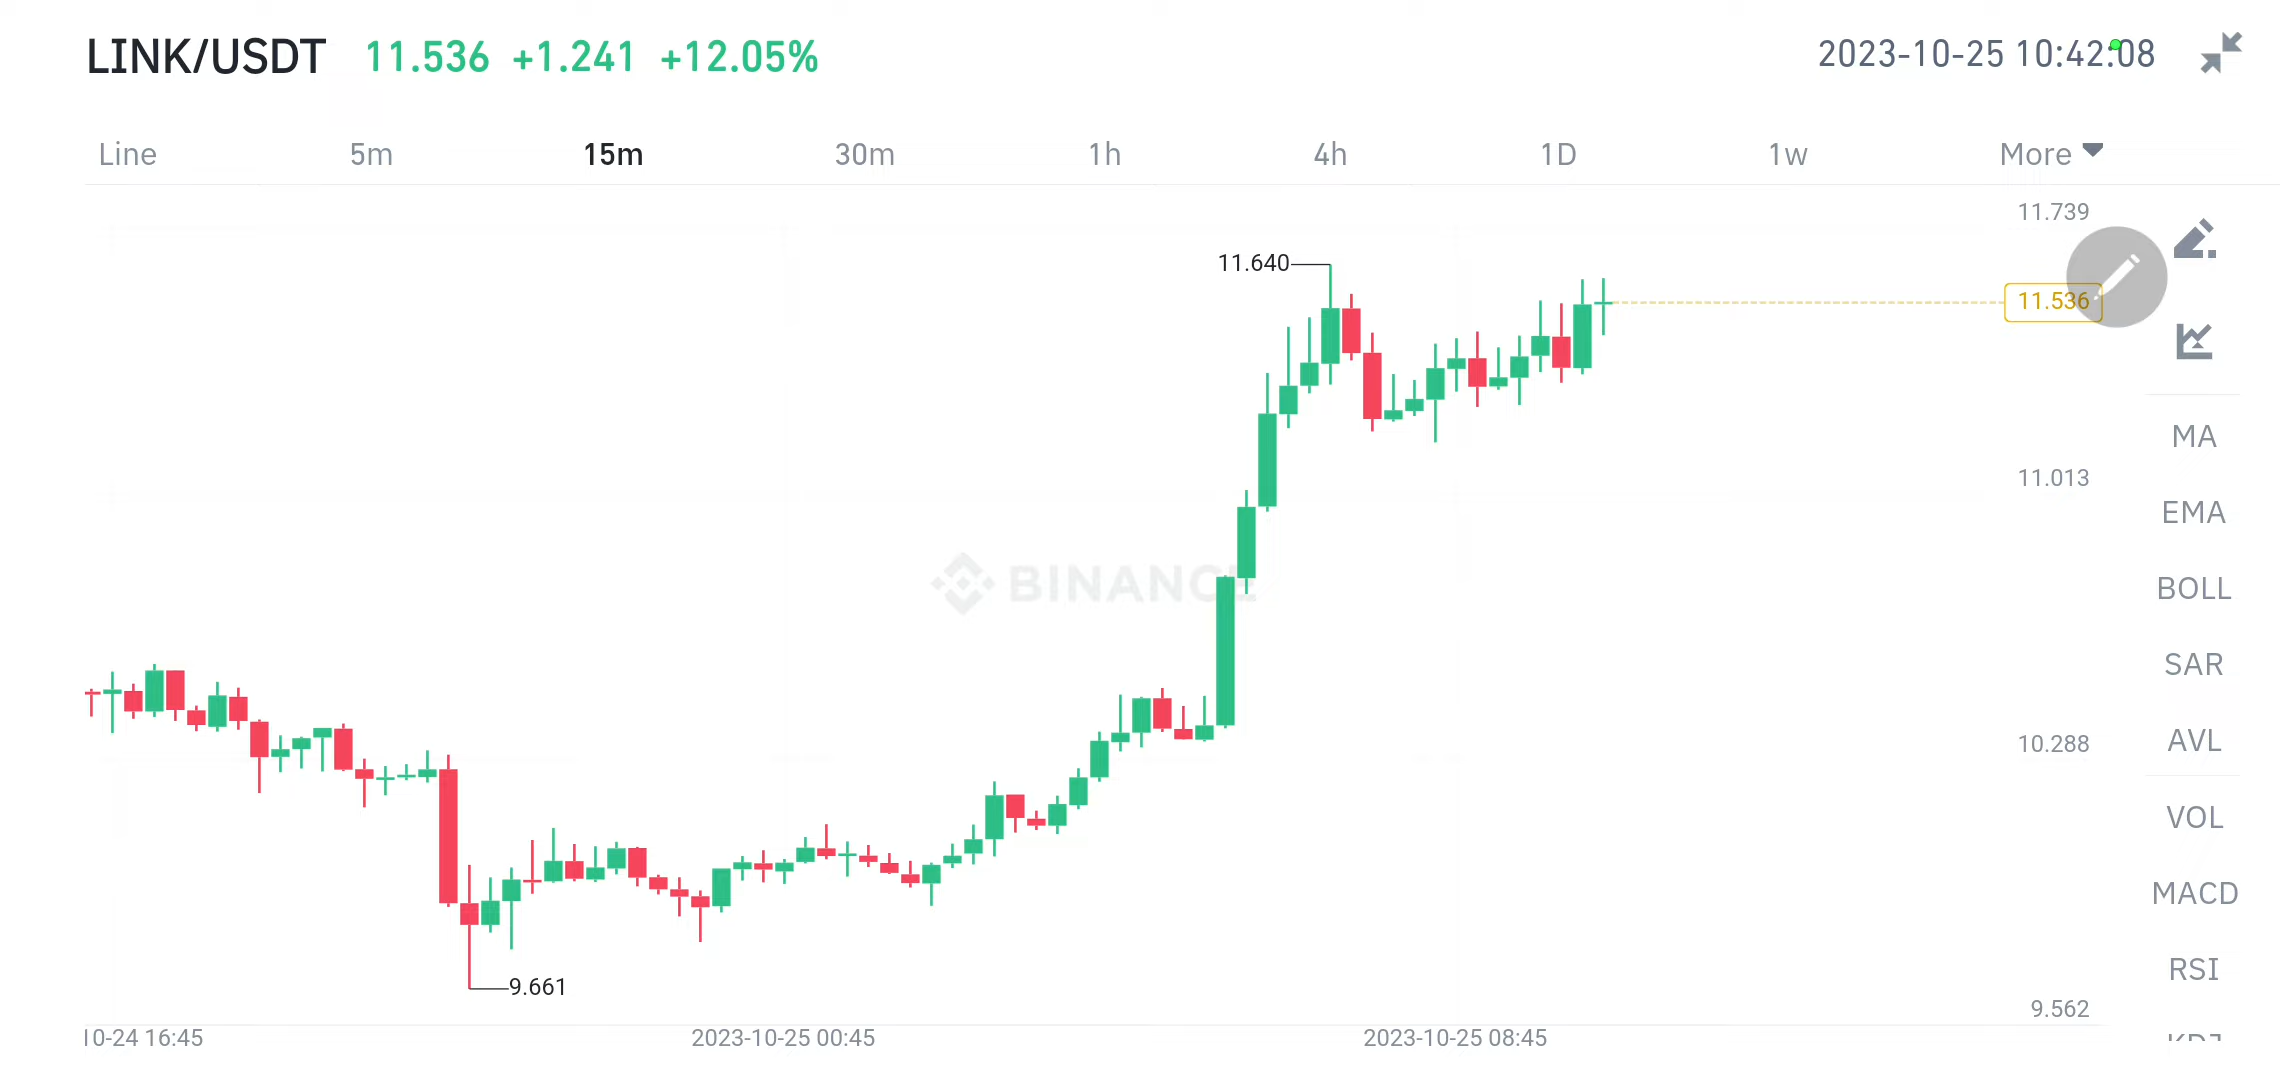 LINK/USDT 11.536 +1.241 +12.05% 2023-10-25 10:42:08
Line 5m 15m 30m 1h 4h 1D 1w More
11.739
11.640
11.536
MA
11.013
EMA
BINANCE
BOLL
SAR
AVL
10.288
VOL
MACD
RSI
9.661
9.562
10-24 16:45 2023-10-25 00:45 2023-10-25 08:45
KDJ